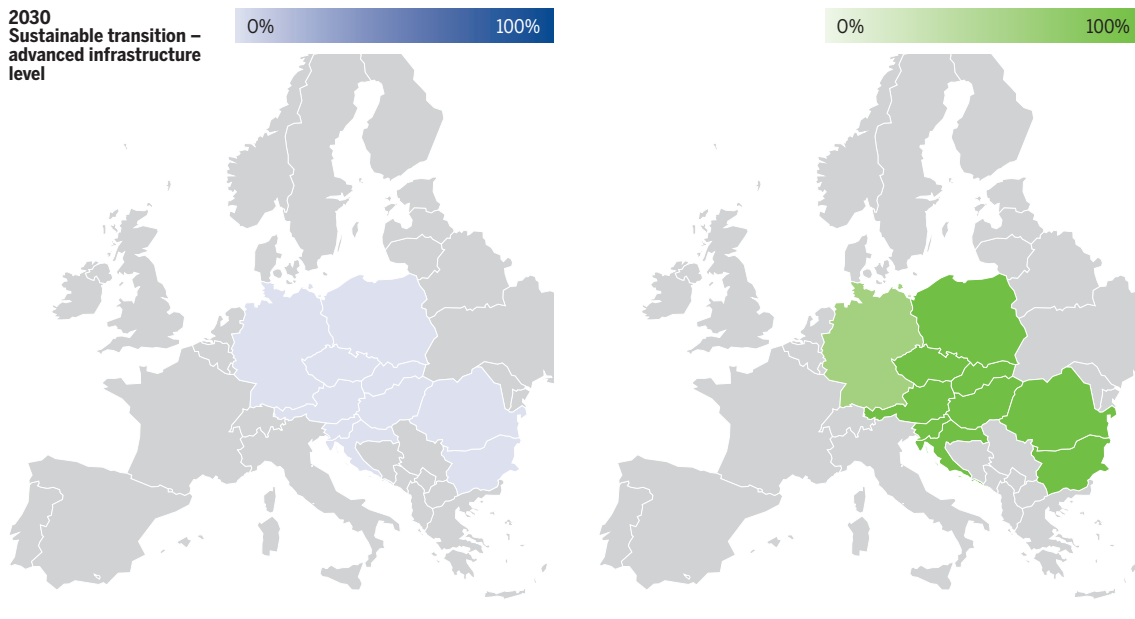 2030
Sustainable transition –
advanced infrastructure
level
0%
100%
0%
100%